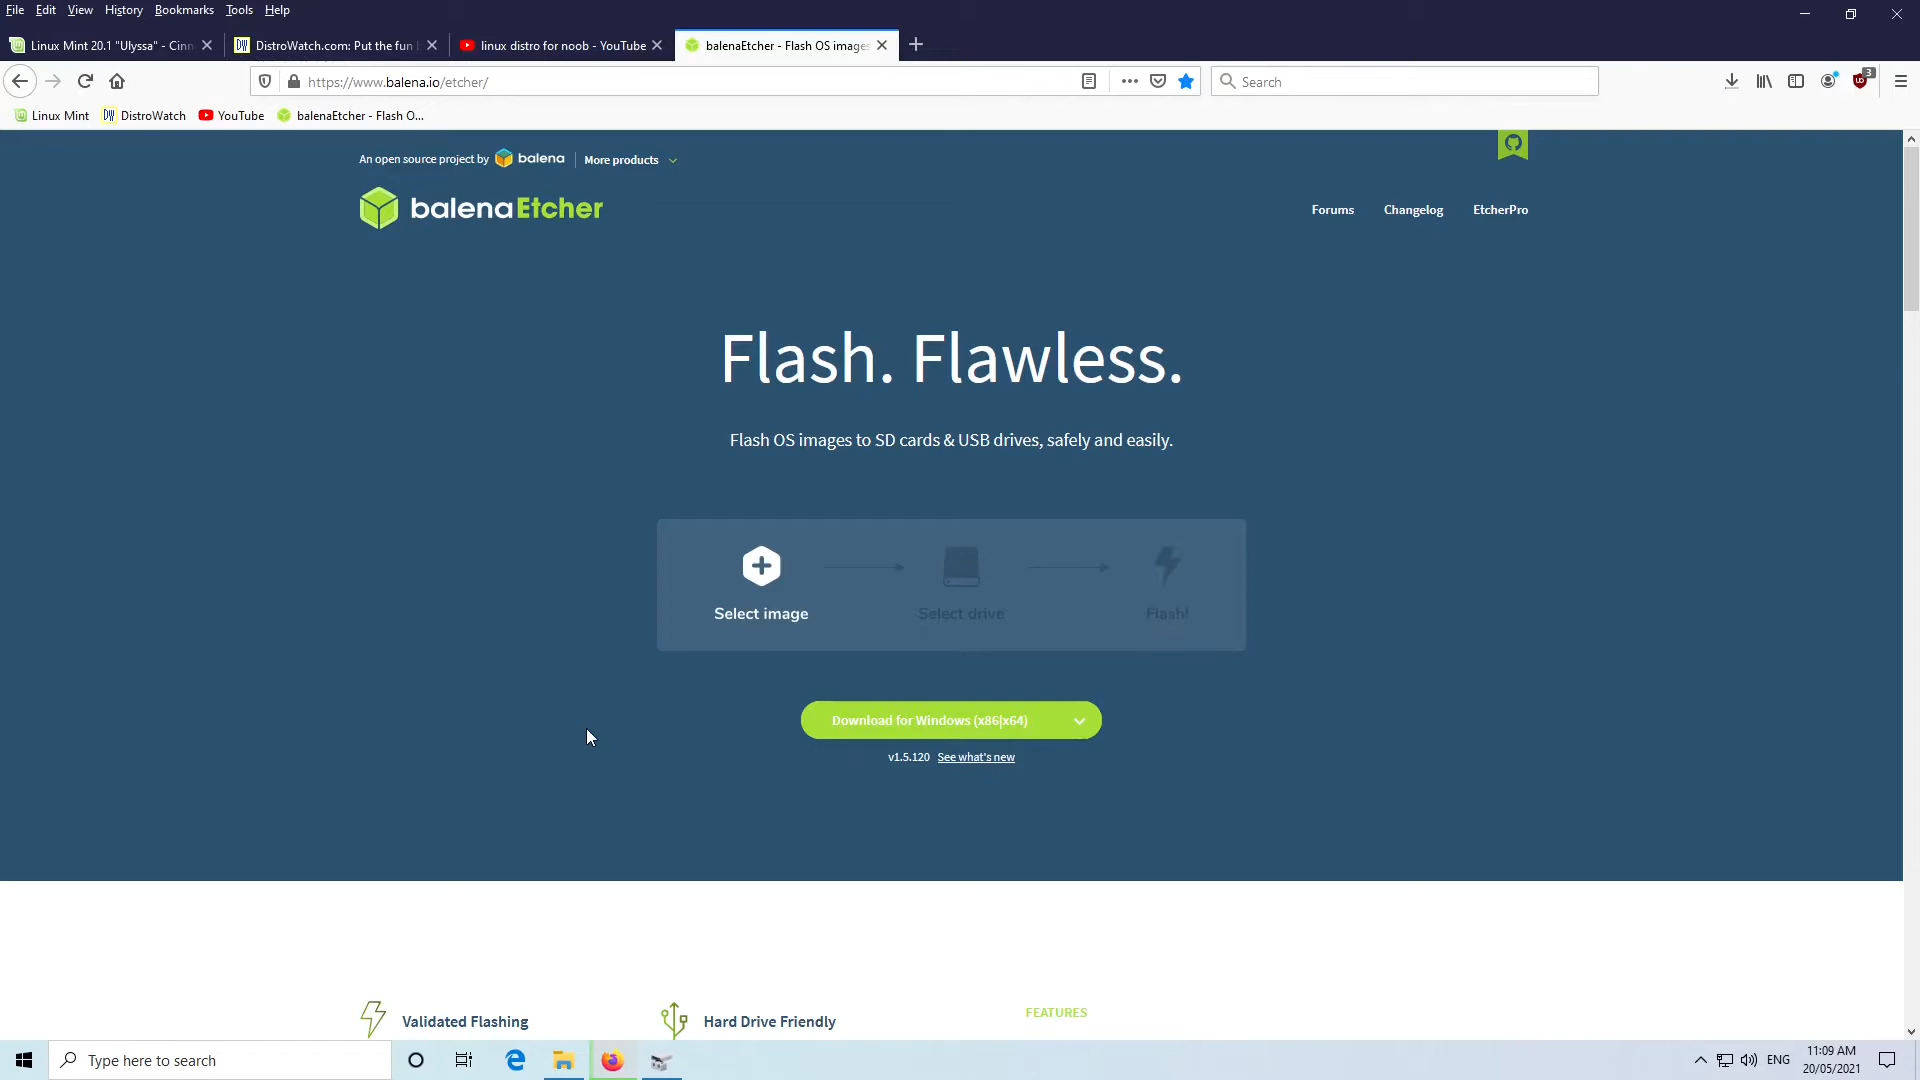 File Edit View History Bookmarks Tools Help
Linux Mint 20.1 "Ulyssa" - Cinn
DistroWatch.com: Put the fun
linux distro for noob - YouTube
balenaEtcher - Flash OS images
https://www.balena.io/etcher/
Search
3
Linux Mint
DistroWatch
YouTube
balenaEtcher - Flash O...
An open source project by balena
More products
balenaEtcher
Forums
Changelog
EtcherPro
Flash. Flawless.
Flash OS images to SD cards & USB drives, safely and easily.
Select image
Select drive
Flash!
Download for Windows (x86|x64)
v1.5.120 See what's new
Validated Flashing
Hard Drive Friendly
FEATURES
Type here to search
ENG
11:09 AM
20/05/2021